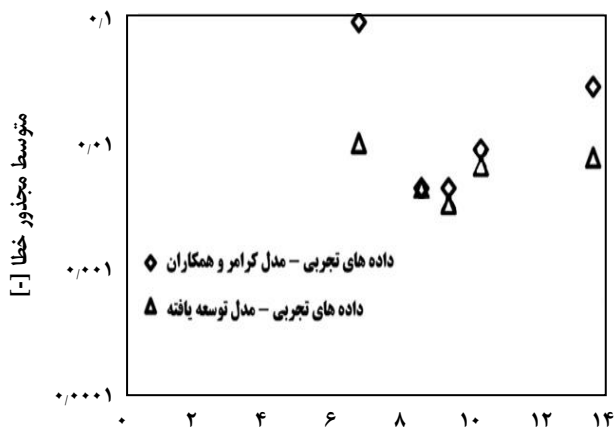 ۰/۱
۰/۰۱
۰/۰۰۱
۰/۰۰۰۱
متوسط مجذور خطا [-]
داده های تجربی – مدل کرامر و همکاران
داده های تجربی – مدل توسعه یافته
۰ ۲ ۴ ۶ ۸ ۱۰ ۱۲ ۱۴